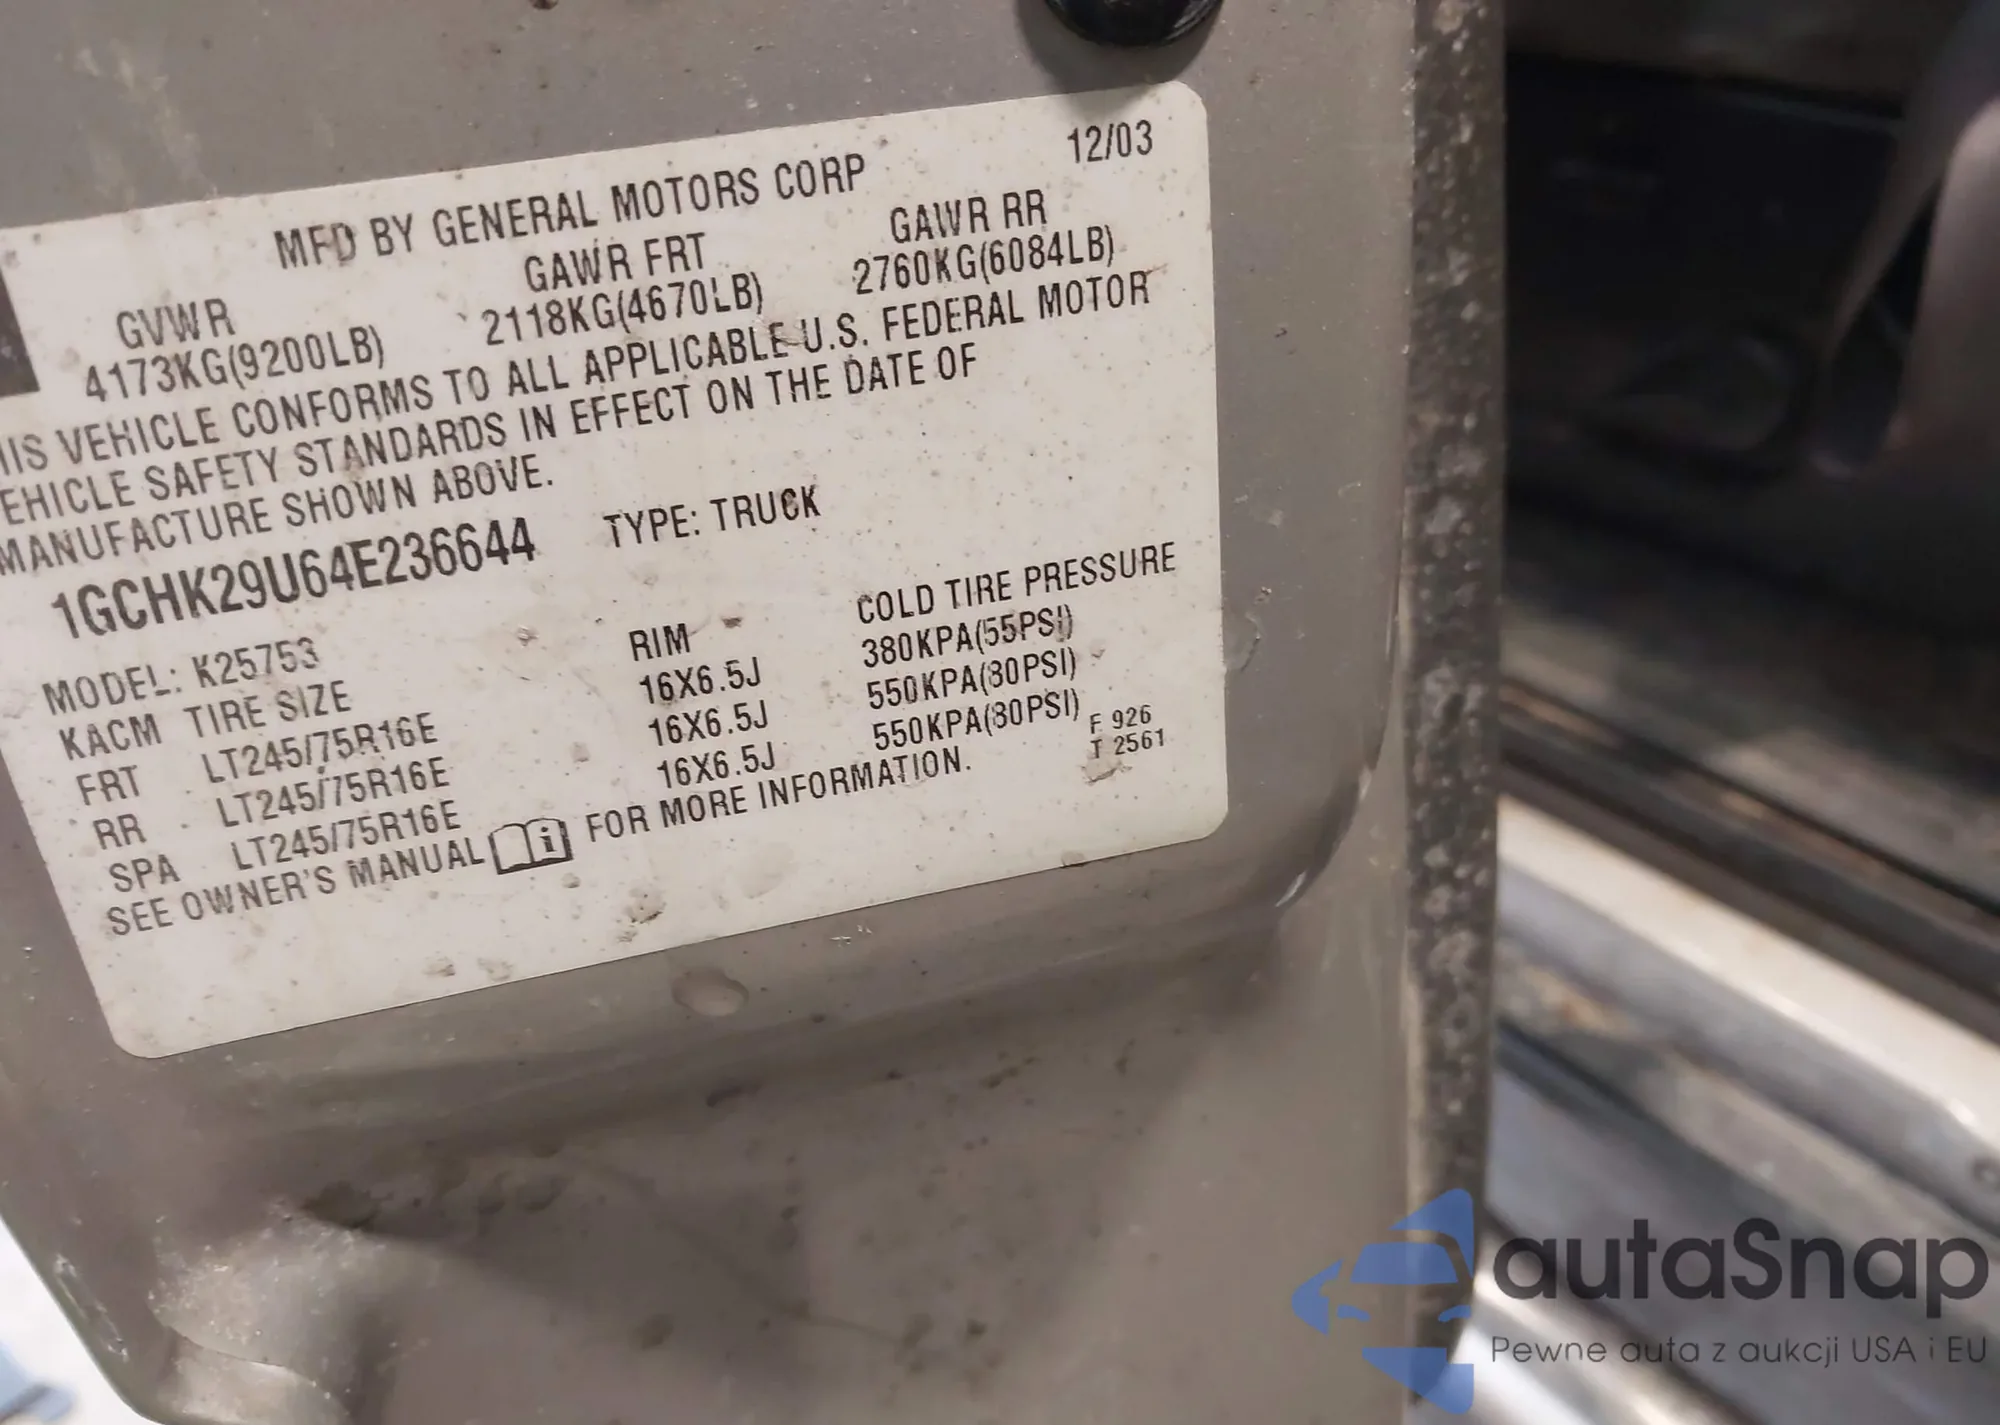 MFD BY GENERAL MOTORS CORP 12/03
GVWR GAWR FRT GAWR RR
4173KG(9200LB) 2118KG(4670LB) 2760KG(6084LB)
HIS VEHICLE CONFORMS TO ALL APPLICABLE U.S. FEDERAL MOTOR
EHICLE SAFETY STANDARDS IN EFFECT ON THE DATE OF
MANUFACTURE SHOWN ABOVE.
1GCHK29U64E236644 TYPE: TRUCK
MODEL: K25753
KACM TIRE SIZE RIM COLD TIRE PRESSURE
FRT LT245/75R16E 16X6.5J 380KPA(55PSI)
RR LT245/75R16E 16X6.5J 550KPA(80PSI)
SPA LT245/75R16E 16X6.5J 550KPA(80PSI)
SEE OWNER'S MANUAL i FOR MORE INFORMATION.
F 926
T 2561
autaSnap
Pewne auta z aukcji USA i EU